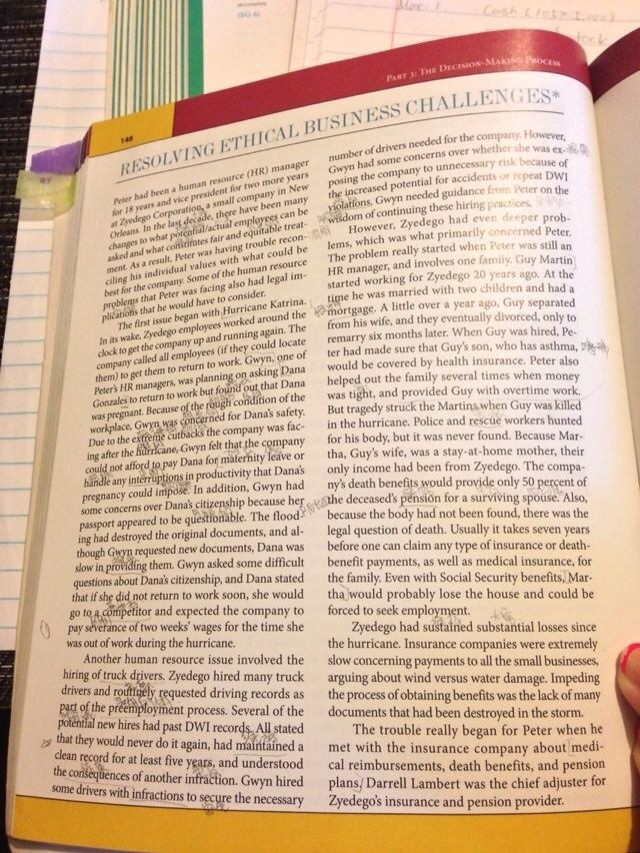 (SO 6)
Mar. 1. Cash (105 x 1,000)
stock
PART 3: THE DECISION-MAKING PROCESS
148
RESOLVING ETHICAL BUSINESS CHALLENGES*
Peter had been a human resource (HR) manager
for 18 years and vice president for two more years
at Zyedego Corporation, a small company in New
Orleans. In the last decade, there have been many
changes to what potential/actual employees can be
asked and what constitutes fair and equitable treat-
ment. As a result, Peter was having trouble recon-
ciling his individual values with what could be
best for the company. Some of the human resource
problems that Peter was facing also had legal im-
plications that he would have to consider.
The first issue began with Hurricane Katrina.
In its wake, Zyedego employees worked around the
clock to get the company up and running again. The
company called all employees (if they could locate
them) to get them to return to work. Gwyn, one of
Peter's HR managers, was planning on asking Dana
Gonzales to return to work but found out that Dana
was pregnant. Because of the rough condition of the
workplace, Gwyn was concerned for Dana's safety.
Due to the extreme cutbacks the company was fac-
ing after the hurricane, Gwyn felt that the company
could not afford to pay Dana for maternity leave or
handle any interruptions in productivity that Dana's
pregnancy could impose. In addition, Gwyn had
some concerns over Dana's citizenship because her
passport appeared to be questionable. The flood-
ing had destroyed the original documents, and al-
though Gwyn requested new documents, Dana was
slow in providing them. Gwyn asked some difficult
questions about Dana's citizenship, and Dana stated
that if she did not return to work soon, she would
go to a competitor and expected the company to
pay severance of two weeks' wages for the time she
was out of work during the hurricane.
Another human resource issue involved the
hiring of truck drivers. Zyedego hired many truck
drivers and routinely requested driving records as
part of the preemployment process. Several of the
potential new hires had past DWI records. All stated
that they would never do it again, had maintained a
clean record for at least five years, and understood
the consequences of another infraction. Gwyn hired
some drivers with infractions to secure the necessary
number of drivers needed for the company. However,
Gwyn had some concerns over whether she was ex-
posing the company to unnecessary risk because of
the increased potential for accidents or repeat DWI
violations. Gwyn needed guidance from Peter on the
wisdom of continuing these hiring practices.
However, Zyedego had even deeper prob-
lems, which was what primarily concerned Peter.
The problem really started when Peter was still an
HR manager, and involves one family. Guy Martin
started working for Zyedego 20 years ago. At the
time he was married with two children and had a
mortgage. A little over a year ago, Guy separated
from his wife, and they eventually divorced, only to
remarry six months later. When Guy was hired, Pe-
ter had made sure that Guy's son, who has asthma,
would be covered by health insurance. Peter also
helped out the family several times when money
was tight, and provided Guy with overtime work.
But tragedy struck the Martins when Guy was killed
in the hurricane. Police and rescue workers hunted
for his body, but it was never found. Because Mar-
tha, Guy's wife, was a stay-at-home mother, their
only income had been from Zyedego. The compa-
ny's death benefits would provide only 50 percent of
the deceased's pension for a surviving spouse. Also,
because the body had not been found, there was the
legal question of death. Usually it takes seven years
before one can claim any type of insurance or death-
benefit payments, as well as medical insurance, for
the family. Even with Social Security benefits, Mar-
tha would probably lose the house and could be
forced to seek employment.
Zyedego had sustained substantial losses since
the hurricane. Insurance companies were extremely
slow concerning payments to all the small businesses,
arguing about wind versus water damage. Impeding
the process of obtaining benefits was the lack of many
documents that had been destroyed in the storm.
The trouble really began for Peter when he
met with the insurance company about medi-
cal reimbursements, death benefits, and pension
plans. Darrell Lambert was the chief adjuster for
Zyedego's insurance and pension provider.